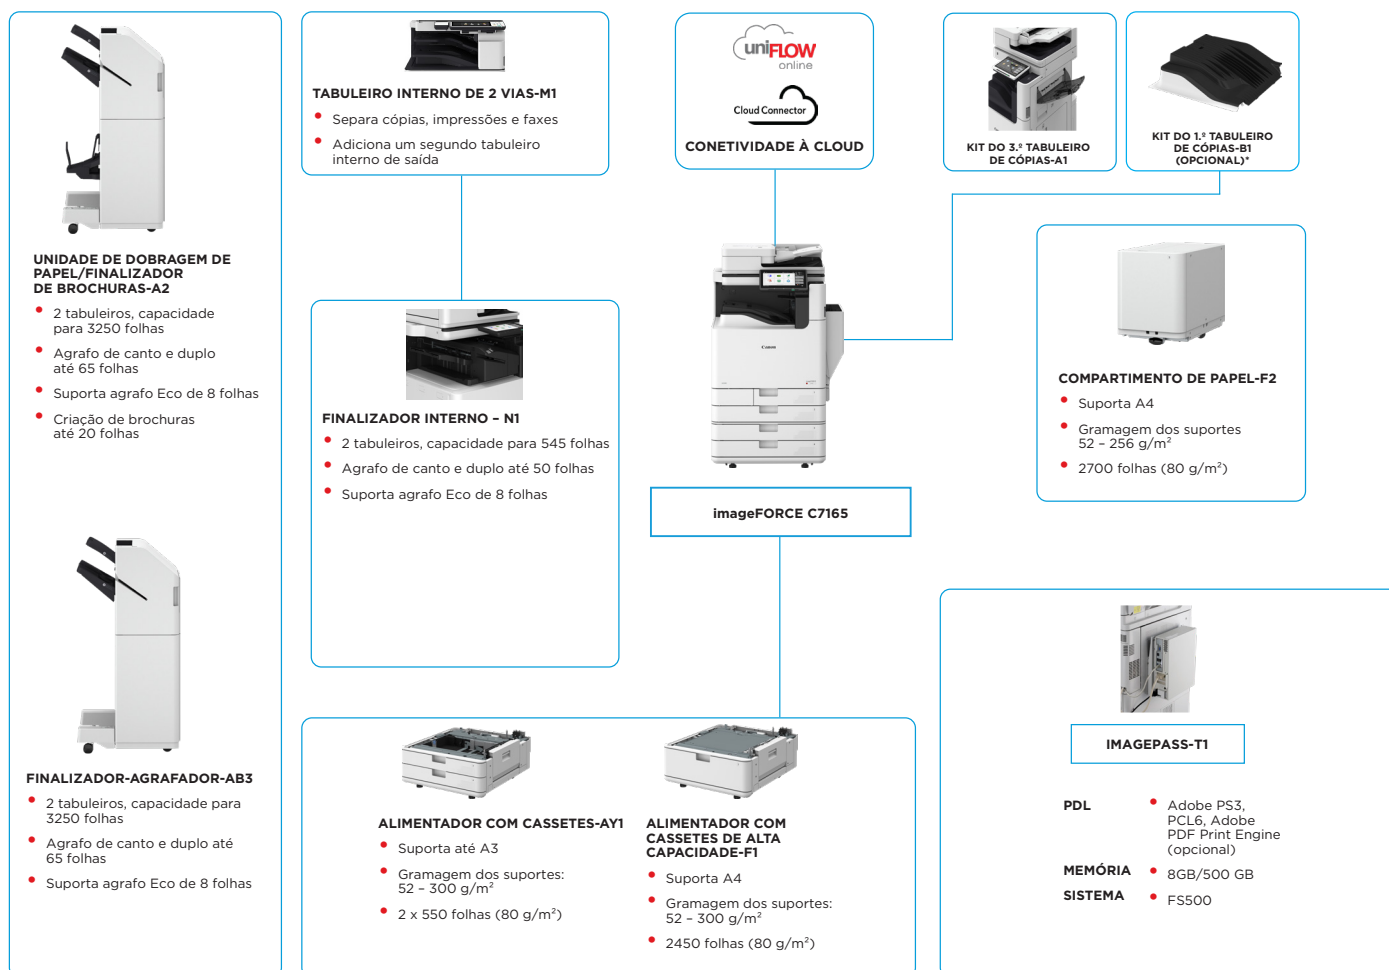 UNIDADE DE DOBRAGEM DE
PAPEL/FINALIZADOR
DE BROCHURAS-A2
2 tabuleiros, capacidade
para 3250 folhas
Agrafo de canto e duplo
até 65 folhas
Suporta agrafo Eco de 8 folhas
Criação de brochuras
até 20 folhas
FINALIZADOR-AGRAFADOR-AB3
2 tabuleiros, capacidade para
3250 folhas
Agrafo de canto e duplo até
65 folhas
Suporta agrafo Eco de 8 folhas
TABULEIRO INTERNO DE 2 VIAS-M1
Separa cópias, impressões e faxes
Adiciona um segundo tabuleiro
interno de saída
FINALIZADOR INTERNO – N1
2 tabuleiros, capacidade para 545 folhas
Agrafo de canto e duplo até 50 folhas
Suporta agrafo Eco de 8 folhas
uniFLOW
online
Cloud Connector
CONETIVIDADE À CLOUD
Canon
imageFORCE C7165
KIT DO 3.º TABULEIRO
DE CÓPIAS-A1
KIT DO 1.º TABULEIRO
DE CÓPIAS-B1
(OPCIONAL)*
COMPARTIMENTO DE PAPEL-F2
Suporta A4
Gramagem dos suportes
52 – 256 g/m²
2700 folhas (80 g/m²)
ALIMENTADOR COM CASSETES-AY1
Suporta até A3
Gramagem dos suportes:
52 – 300 g/m²
2 x 550 folhas (80 g/m²)
ALIMENTADOR COM
CASSETES DE ALTA
CAPACIDADE-F1
Suporta A4
Gramagem dos suportes:
52 – 300 g/m²
2450 folhas (80 g/m²)
IMAGEPASS-T1
PDL
Adobe PS3,
PCL6, Adobe
PDF Print Engine
(opcional)
MEMÓRIA
8GB/500 GB
SISTEMA
FS500